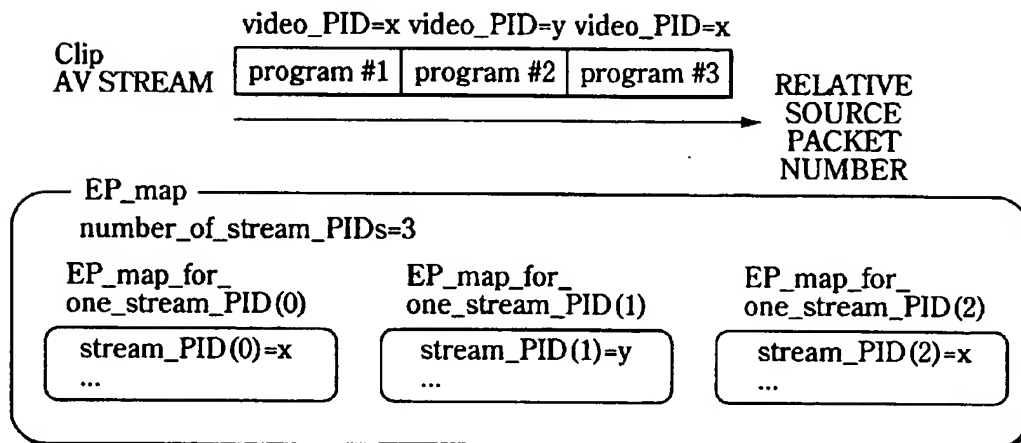 video_PID=x video_PID=y video_PID=x
Clip
AV STREAM
program #1 program #2 program #3
RELATIVE
SOURCE
PACKET
NUMBER
EP_map
number_of_stream_PIDs=3
EP_map_for_
one_stream_PID(0)
stream_PID(0)=x
...
EP_map_for_
one_stream_PID(1)
stream_PID(1)=y
...
EP_map_for_
one_stream_PID(2)
stream_PID(2)=x
...